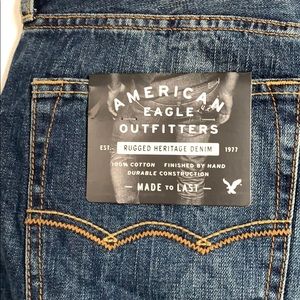 AMERICAN
EAGLE
OUTFITTERS
EST. RUGGED HERITAGE DENIM 1977
100% COTTON FINISHED BY HAND
DURABLE CONSTRUCTION
— MADE TO LAST —